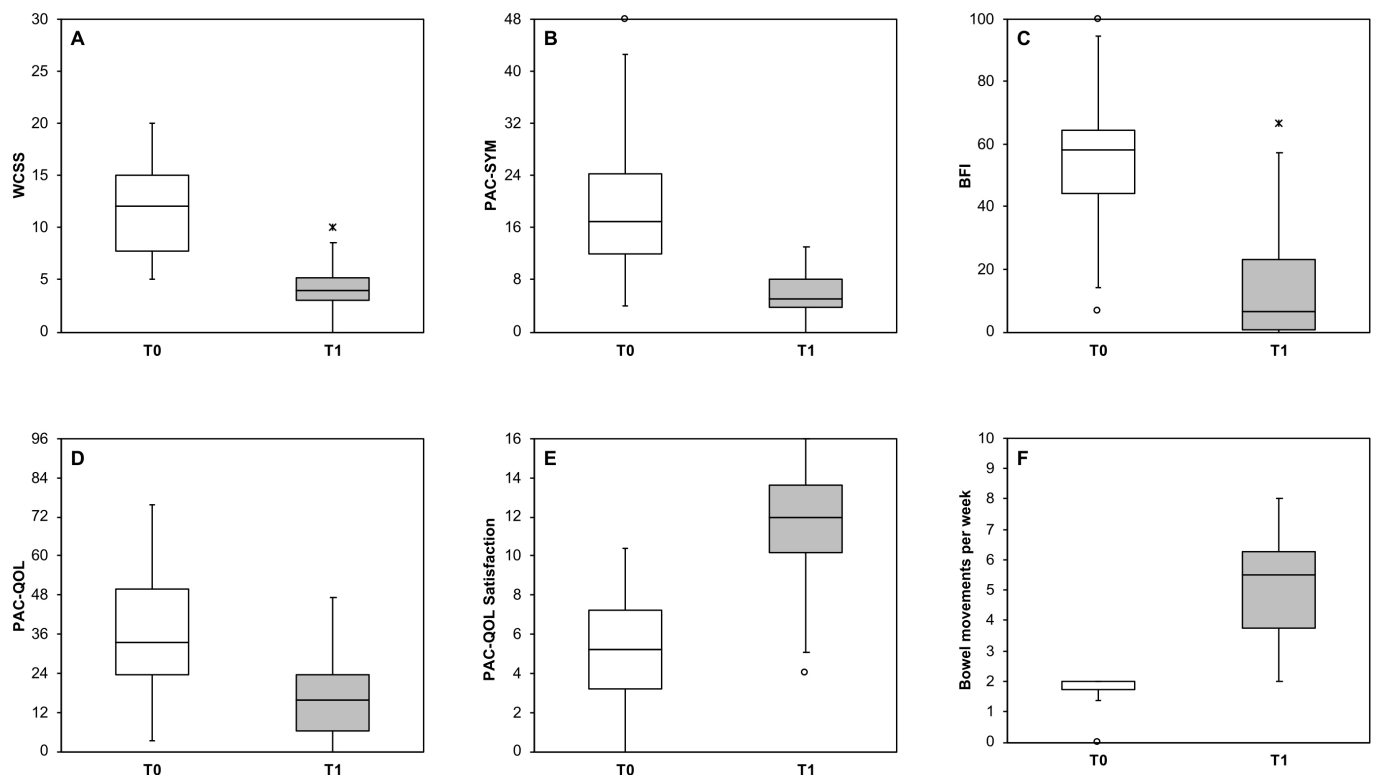 A
WCSS
30
25
20
15
10
5
0
T0
T1
B
PAC-SYM
48
40
32
24
16
8
0
T0
T1
C
BFI
100
80
60
40
20
0
T0
T1
D
PAC-QOL
96
84
72
60
48
36
24
12
0
T0
T1
E
PAC-QOL Satisfaction
16
14
12
10
8
6
4
2
0
T0
T1
F
Bowel movements per week
10
9
8
7
6
5
4
3
2
1
0
T0
T1